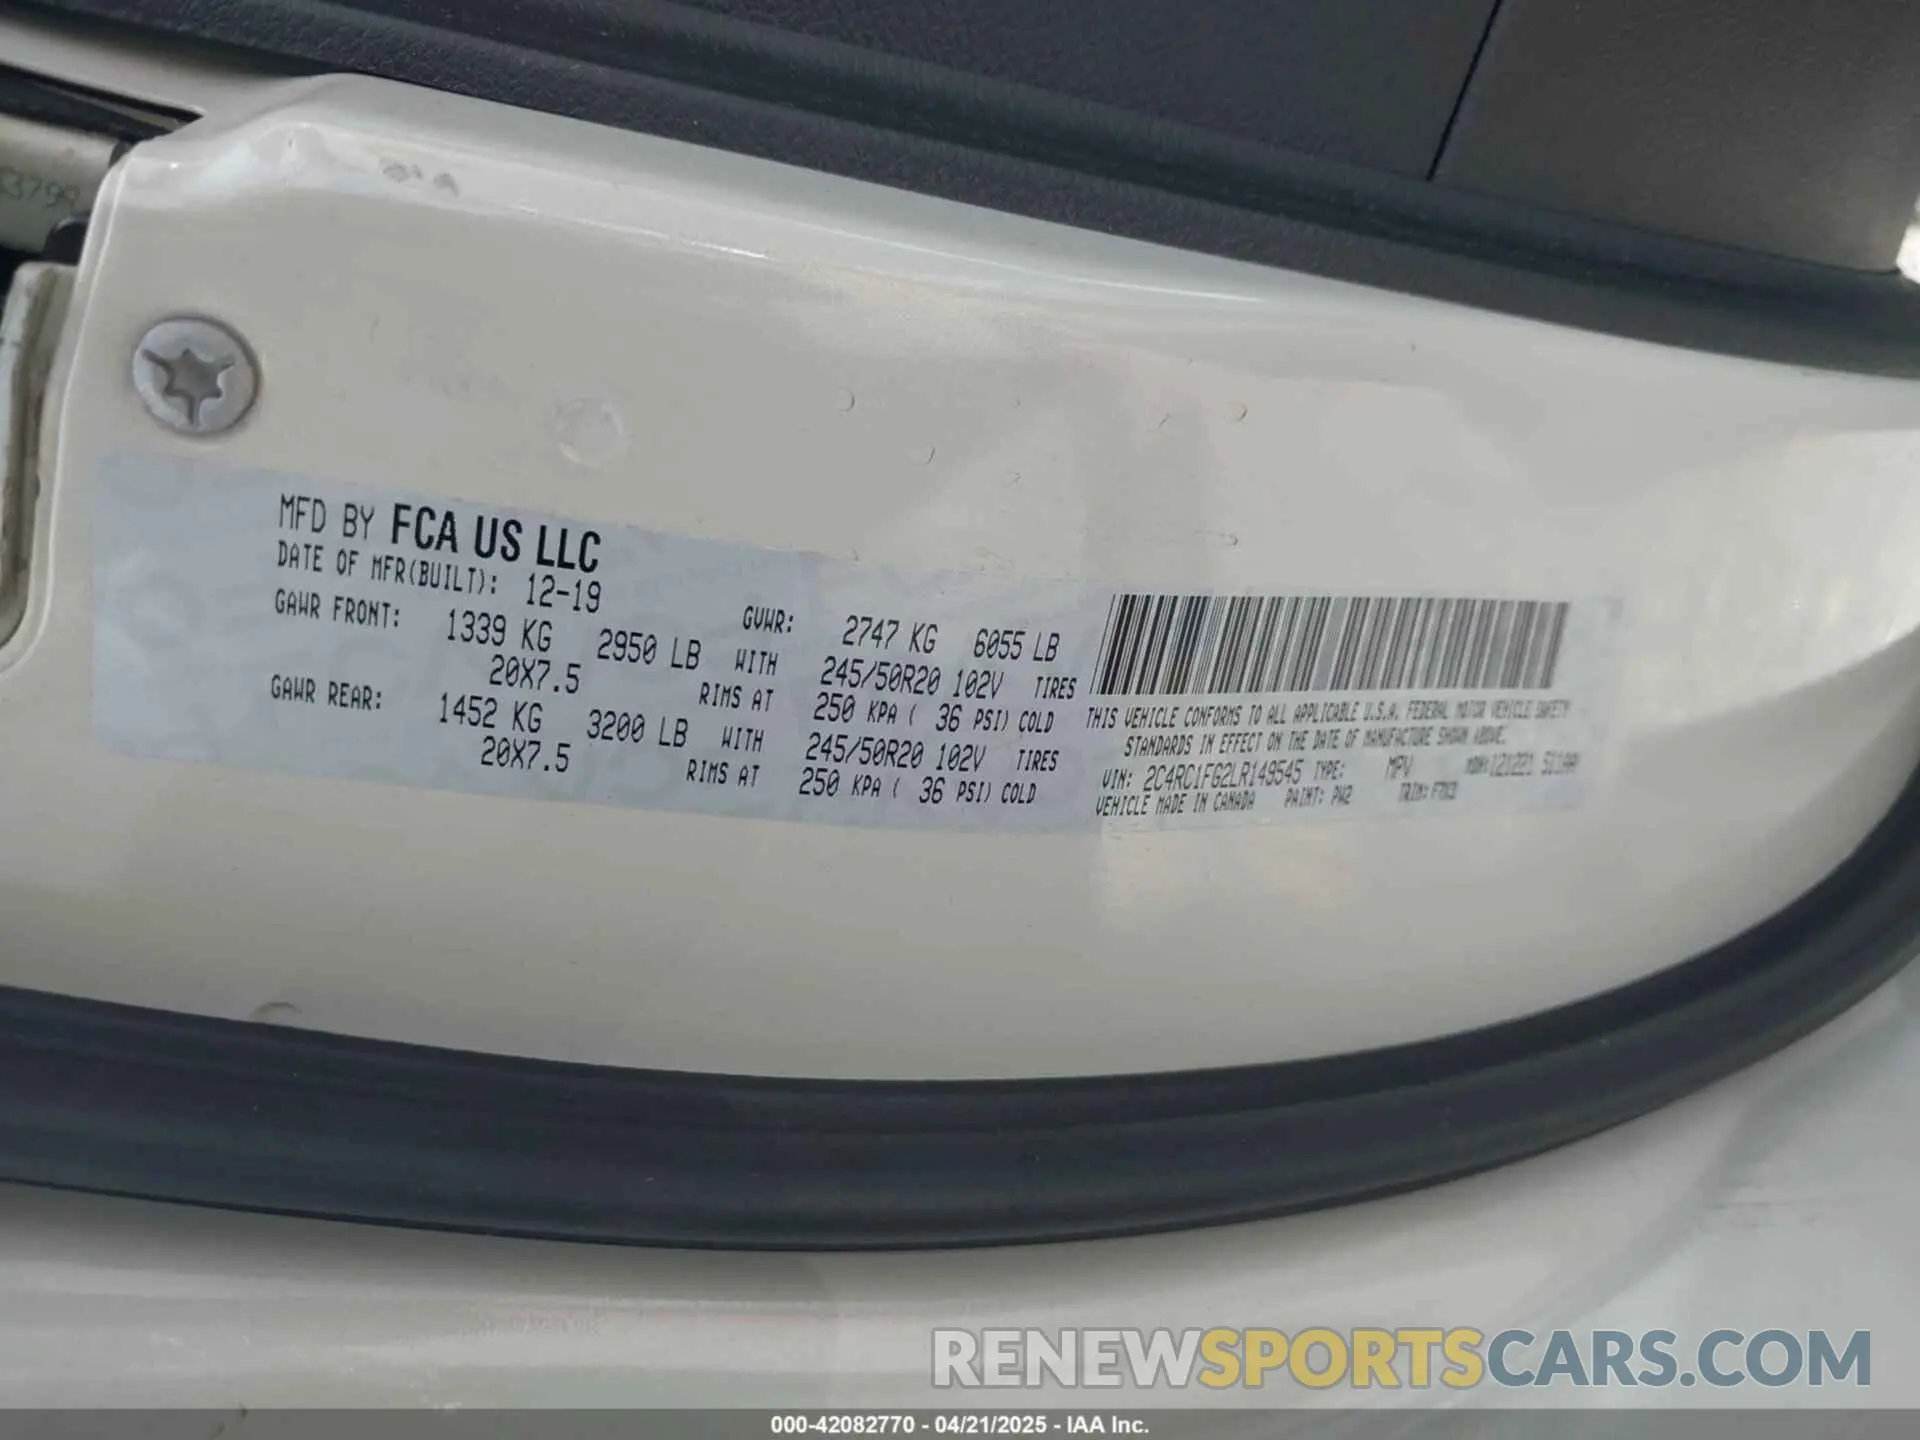 MFD BY FCA US LLC
DATE OF MFR(BUILT): 12-19
GVWR: 2747 KG 6055 LB
GAWR FRONT: 1339 KG 2950 LB WITH 245/50R20 102V TIRES
20X7.5 RIMS AT 250 KPA ( 36 PSI) COLD
GAWR REAR: 1452 KG 3200 LB WITH 245/50R20 102V TIRES
20X7.5 RIMS AT 250 KPA ( 36 PSI) COLD
THIS VEHICLE CONFORMS TO ALL APPLICABLE U.S.A. FEDERAL MOTOR VEHICLE SAFETY
STANDARDS IN EFFECT ON THE DATE OF MANUFACTURE SHOWN ABOVE.
VIN: 2C4RC1FG2LR149545 TYPE: MPV MDH:
VEHICLE MADE IN CANADA PAINT: PW2 TRIM:
RENEWSPORTSCARS.COM
000-42082770 - 04/21/2025 - IAA Inc.